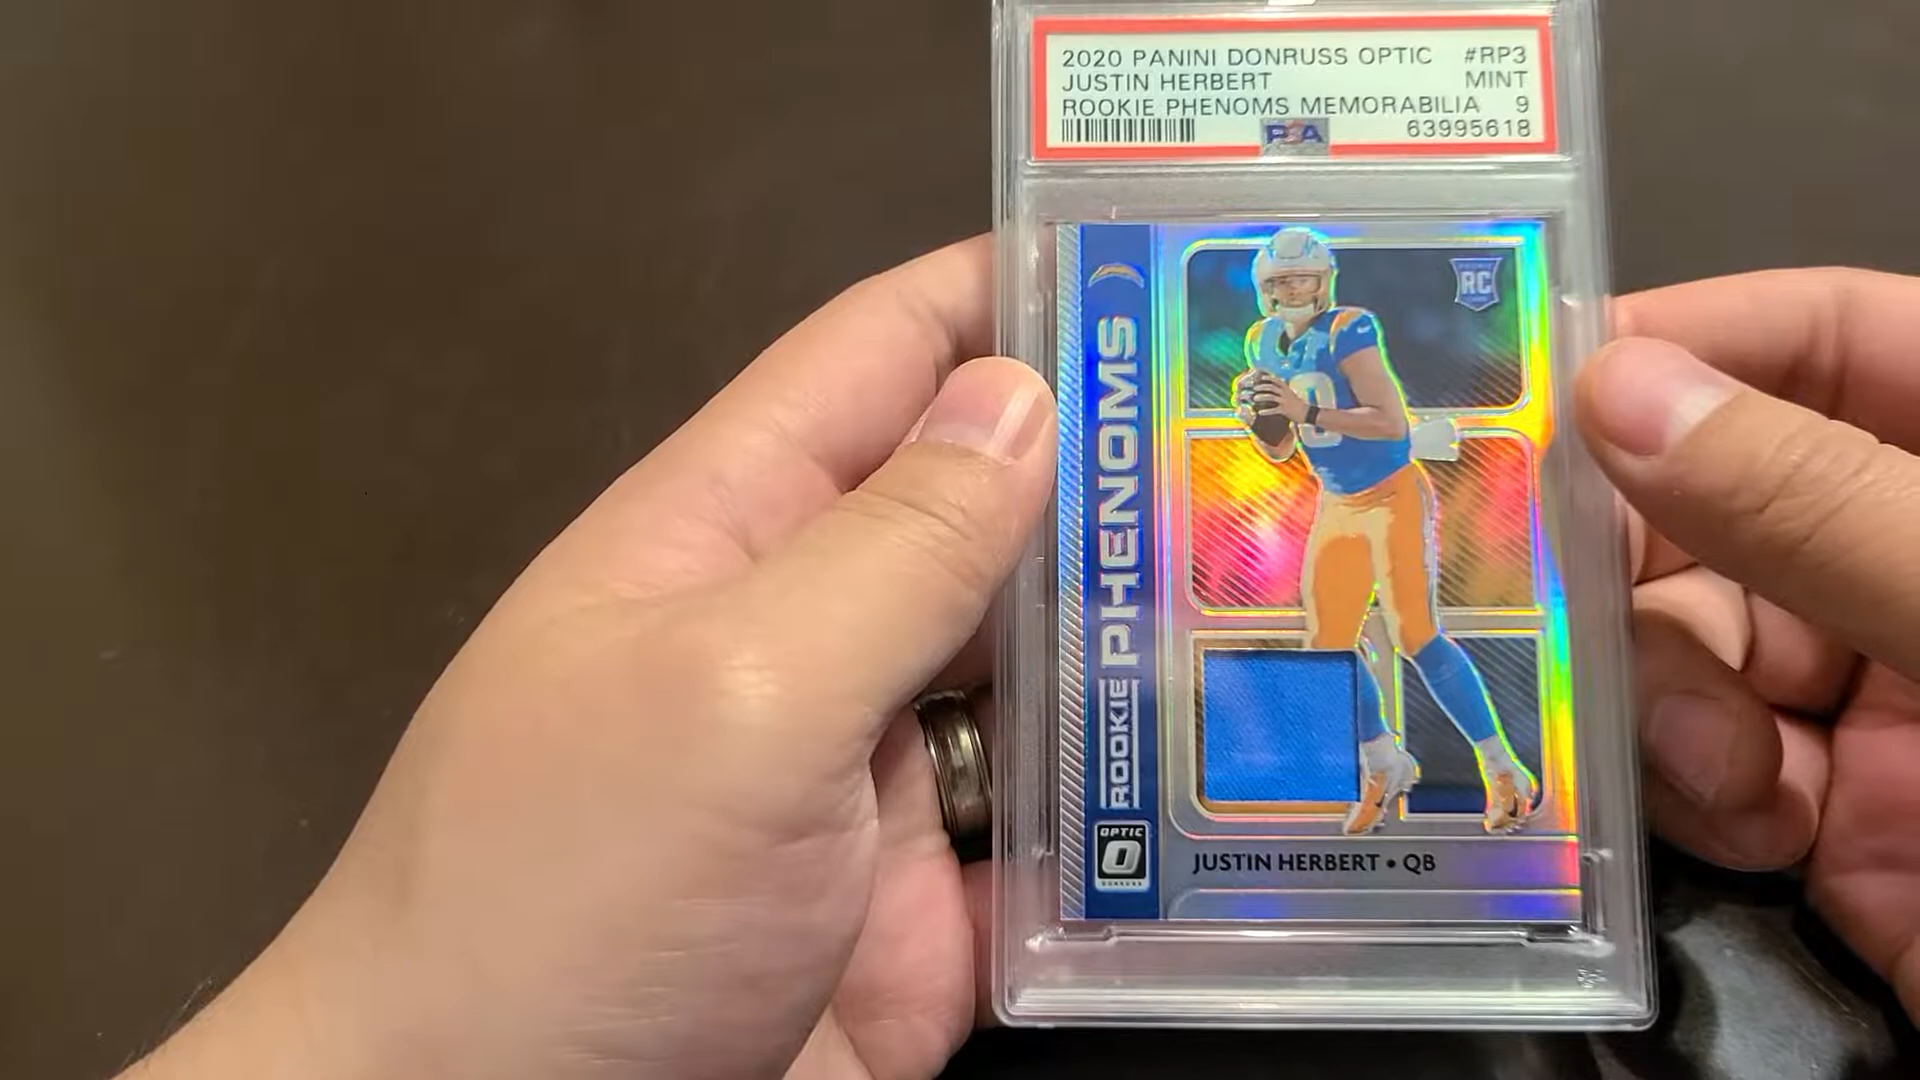 2020 PANINI DONRUSS OPTIC #RP3
JUSTIN HERBERT MINT
ROOKIE PHENOMS MEMORABILIA 9
PSA 63995618
RC
ROOKIE PHENOMS
OPTIC
O
DONRUSS
JUSTIN HERBERT • QB